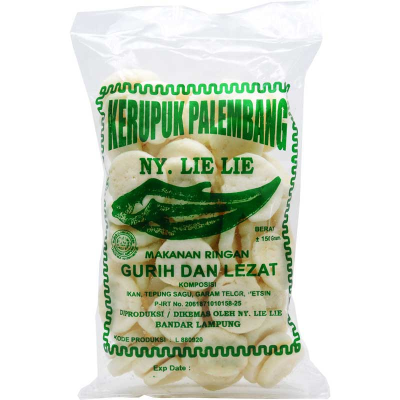 KERUPUK PALEMBANG
NY. LIE LIE
BERAT
± 150 Gram
MAKANAN RINGAN
GURIH DAN LEZAT
KOMPOSISI
IKAN, TEPUNG SAGU, GARAM TELOR, VETSIN
P-IRT No. 2061871010158-25
DIPRODUKSI / DIKEMAS OLEH NY. LIE LIE
BANDAR LAMPUNG
KODE PRODUKSI : L 880920
Exp Date :